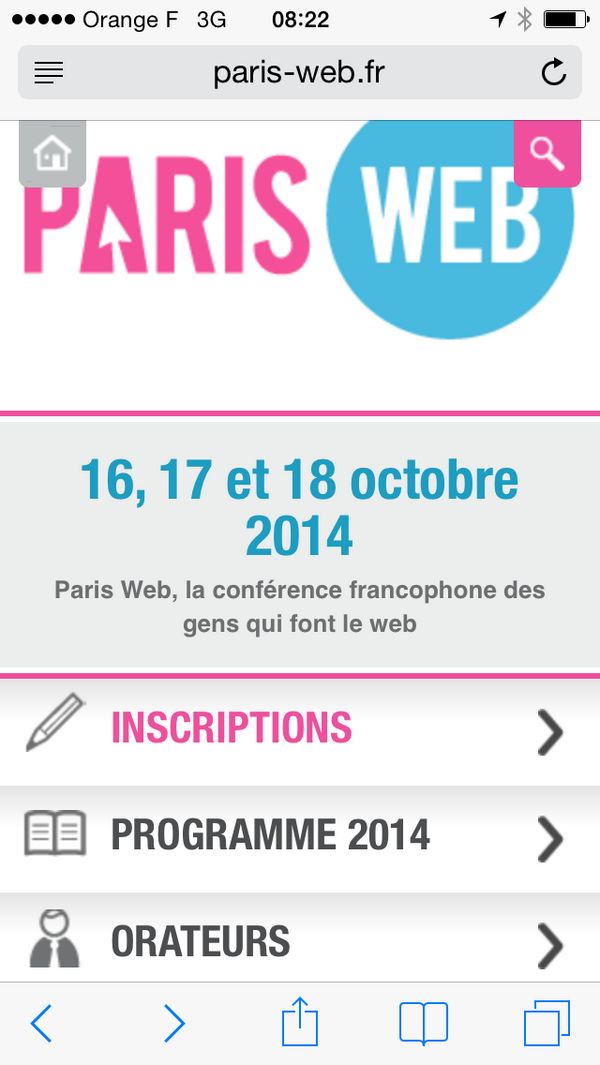 Orange F 3G 08:22
paris-web.fr
PARIS WEB
16, 17 et 18 octobre
2014
Paris Web, la conférence francophone des
gens qui font le web
INSCRIPTIONS
PROGRAMME 2014
ORATEURS